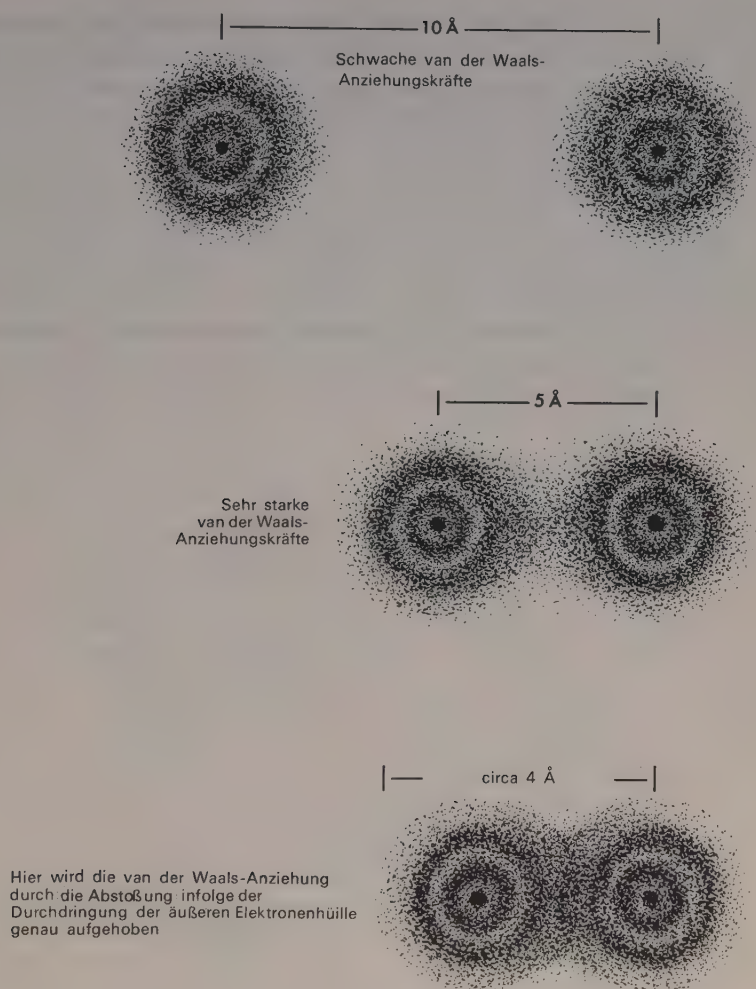 10 Å
Schwache van der Waals-
Anziehungskräfte
5 Å
Sehr starke
van der Waals-
Anziehungskräfte
circa 4 Å
Hier wird die van der Waals-Anziehung
durch die Abstoßung infolge der
Durchdringung der äußeren Elektronenhüille
genau aufgehoben